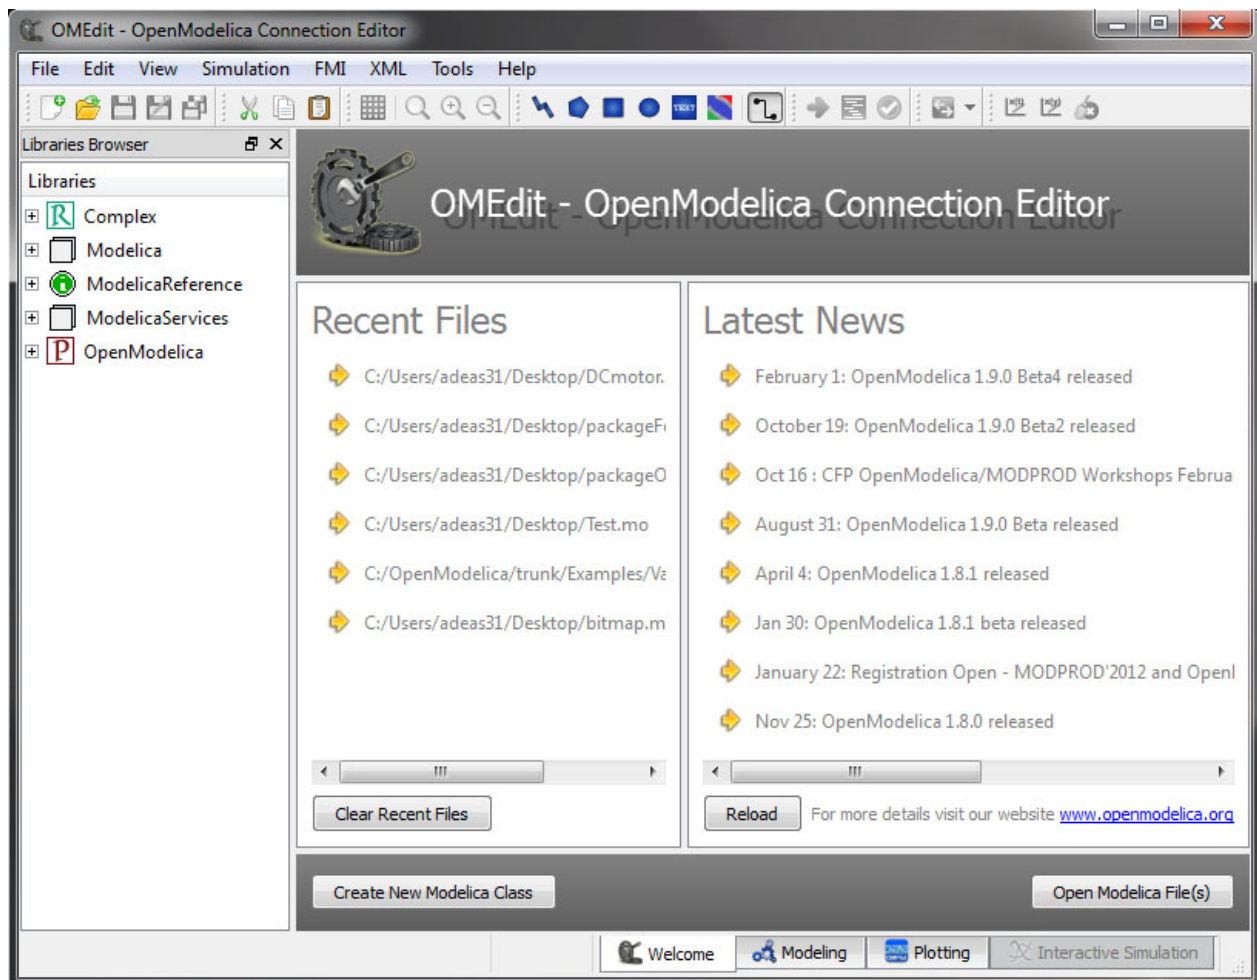 OMEdit - OpenModelica Connection Editor
File Edit View Simulation FMI XML Tools Help
TEXT
Libraries Browser
Libraries
Complex
Modelica
ModelicaReference
ModelicaServices
OpenModelica
OMEdit - OpenModelica Connection Editor
Recent Files
C:/Users/adeas31/Desktop/DCmotor.
C:/Users/adeas31/Desktop/packageF
C:/Users/adeas31/Desktop/packageO
C:/Users/adeas31/Desktop/Test.mo
C:/OpenModelica/trunk/Examples/Va
C:/Users/adeas31/Desktop/bitmap.m
Clear Recent Files
Latest News
February 1: OpenModelica 1.9.0 Beta4 released
October 19: OpenModelica 1.9.0 Beta2 released
Oct 16 : CFP OpenModelica/MODPROD Workshops Februa
August 31: OpenModelica 1.9.0 Beta released
April 4: OpenModelica 1.8.1 released
Jan 30: OpenModelica 1.8.1 beta released
January 22: Registration Open - MODPROD'2012 and Open
Nov 25: OpenModelica 1.8.0 released
Reload For more details visit our website www.openmodelica.org
Create New Modelica Class Open Modelica File(s)
Welcome Modeling Plotting Interactive Simulation